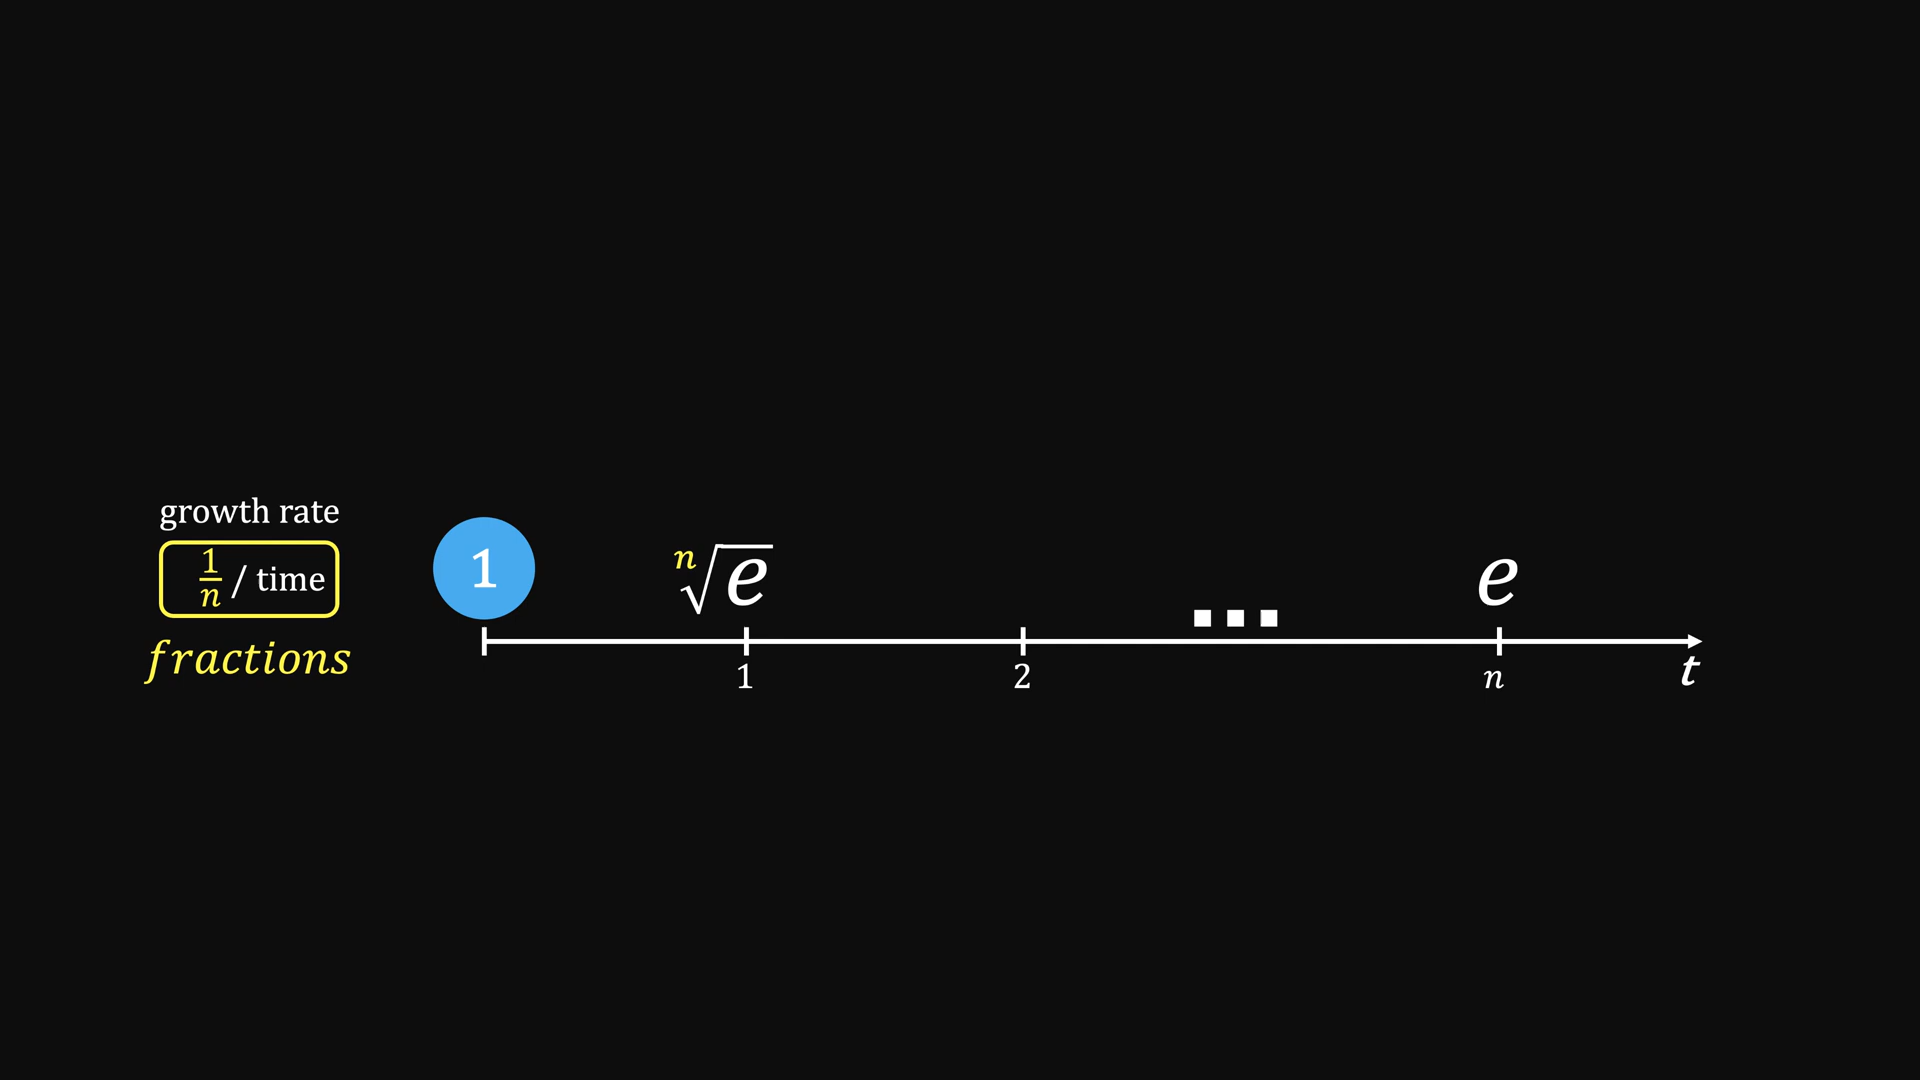 growth rate
1/n / time
fractions
1
ⁿ√e
...
e
1
2
n
t